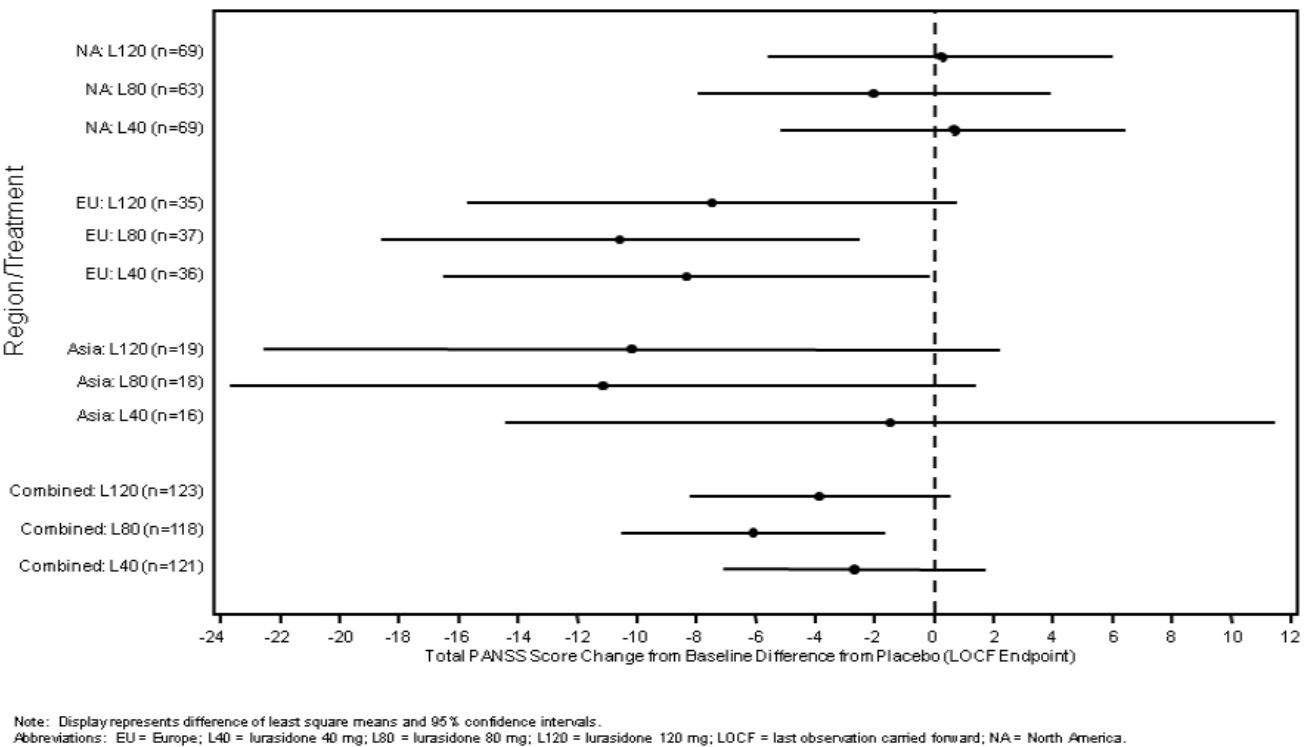 Region/Treatment
NA: L120 (n=69)
NA: L80 (n=63)
NA: L40 (n=69)
EU: L120 (n=35)
EU: L80 (n=37)
EU: L40 (n=36)
Asia: L120 (n=19)
Asia: L80 (n=18)
Asia: L40 (n=16)
Combined: L120 (n=123)
Combined: L80 (n=118)
Combined: L40 (n=121)
-24 -22 -20 -18 -16 -14 -12 -10 -8 -6 -4 -2 0 2 4 6 8 10 12
Total PANSS Score Change from Baseline Difference from Placebo (LOCF Endpoint)
Note: Display represents difference of least square means and 95% confidence intervals.
Abbreviations: EU = Europe; L40 = lurasidone 40 mg; L80 = lurasidone 80 mg; L120 = lurasidone 120 mg; LOCF = last observation carried forward; NA = North America.